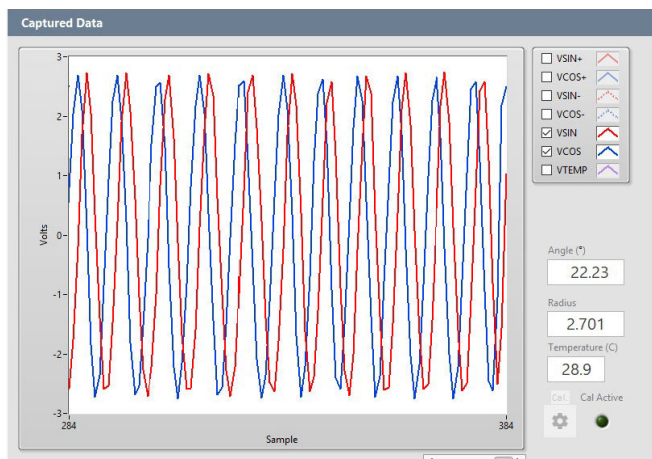 Captured Data
3
2
1
0
-1
-2
-3
Volts
284
384
Sample
VSIN+
VCOS+
VSIN-
VCOS-
VSIN
VCOS
VTEMP
Angle (°)
22.23
Radius
2.701
Temperature (C)
28.9
Cal. Cal Active